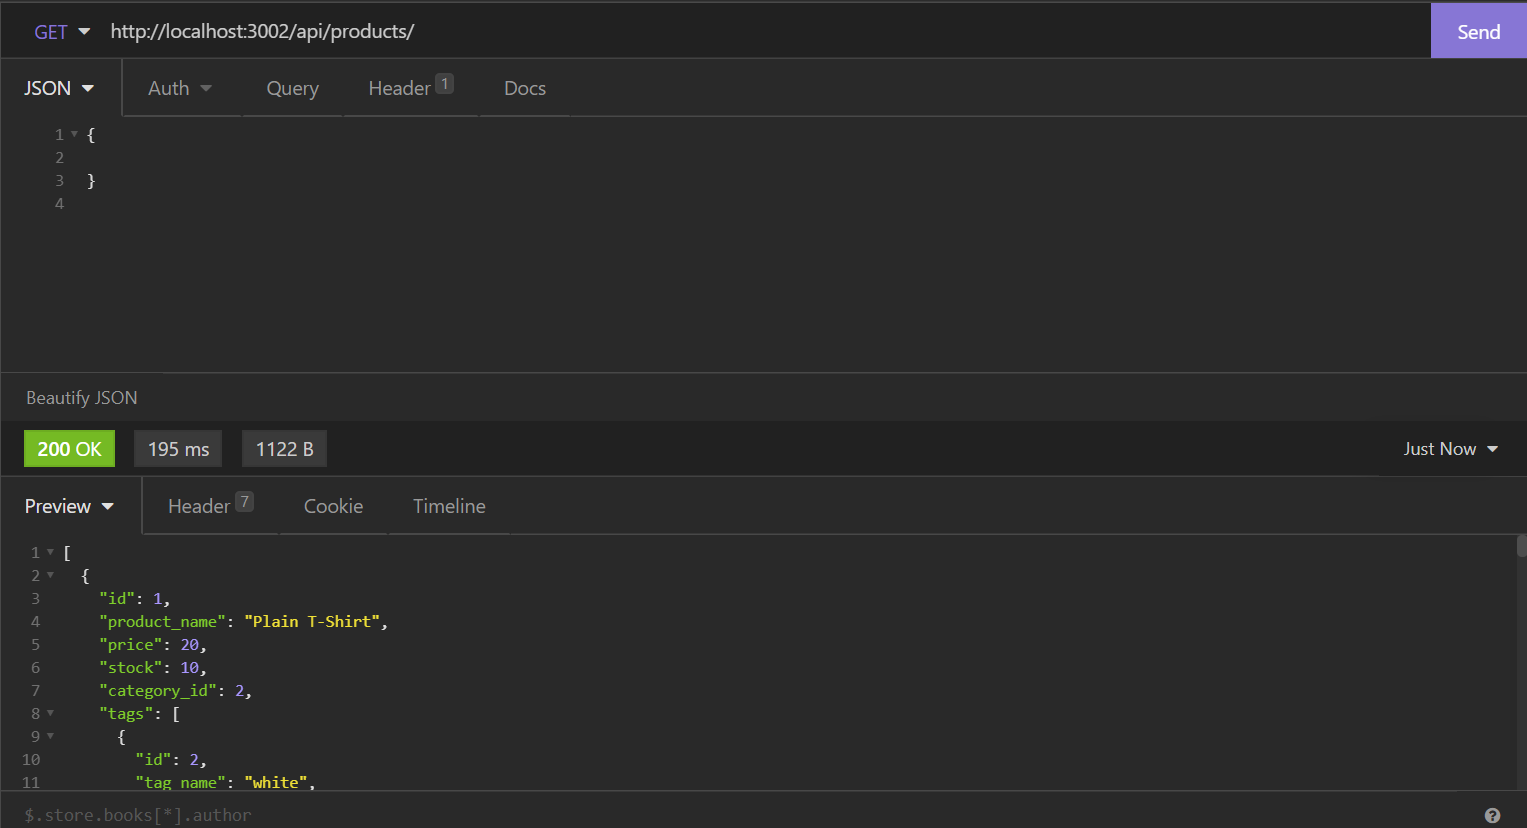 GET http://localhost:3002/api/products/ Send
JSON Auth Query Header 1 Docs
1 {
2
3 }
4
Beautify JSON
200 OK 195 ms 1122 B Just Now
Preview Header 7 Cookie Timeline
1 [
2 {
3 "id": 1,
4 "product_name": "Plain T-Shirt",
5 "price": 20,
6 "stock": 10,
7 "category_id": 2,
8 "tags": [
9 {
10 "id": 2,
11 "tag_name": "white",
$.store.books[*].author ?